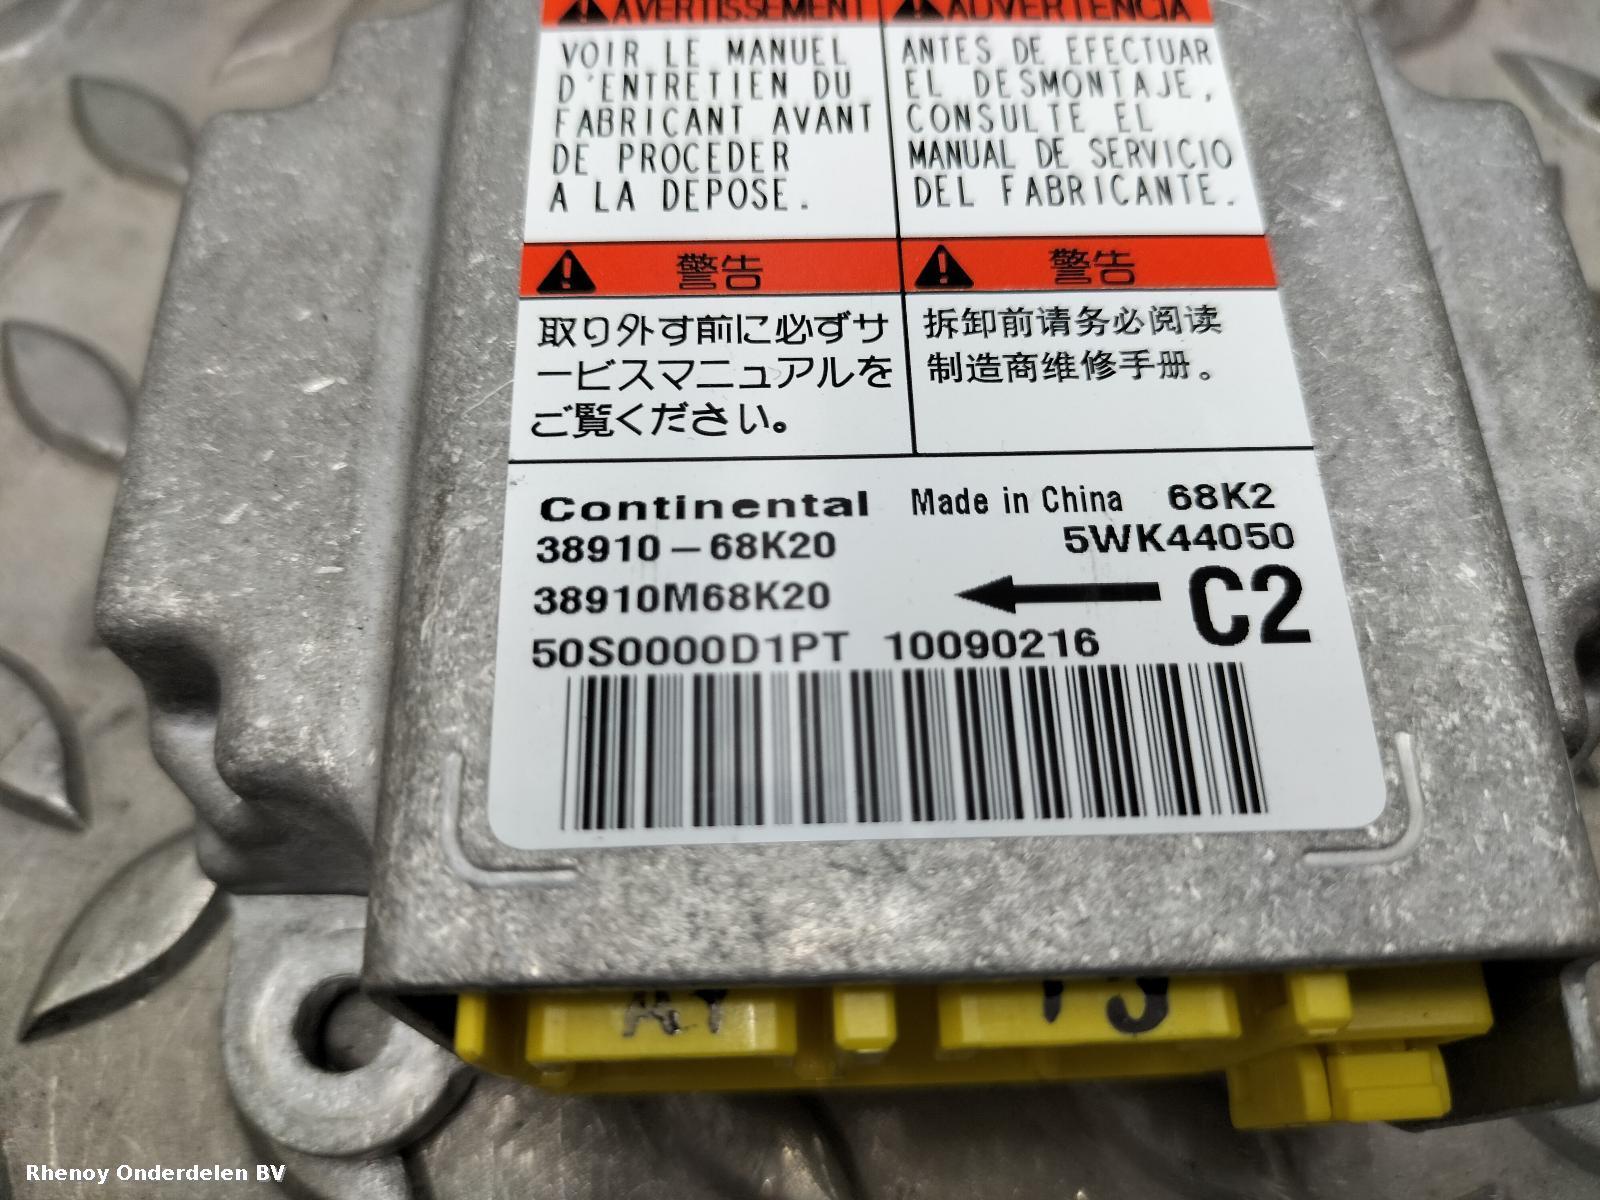 AVERTISSEMENT
VOIR LE MANUEL
D'ENTRETIEN DU
FABRICANT AVANT
DE PROCEDER
A LA DEPOSE.
ADVERTENCIA
ANTES DE EFECTUAR
EL DESMONTAJE,
CONSULTE EL
MANUAL DE SERVICIO
DEL FABRICANTE.
警告
取り外す前に必ずサ
ービスマニュアルを
ご覧ください。
警告
拆卸前请务必阅读
制造商维修手册。
Continental Made in China 68K2
38910-68K20 5WK44050
38910M68K20 C2
50S0000D1PT 10090216
Rhenoy Onderdelen BV